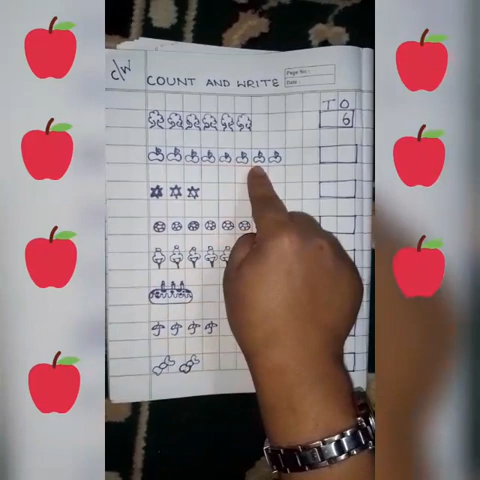 C/W
COUNT AND WRITE
Page No.:
Date:
T O
6